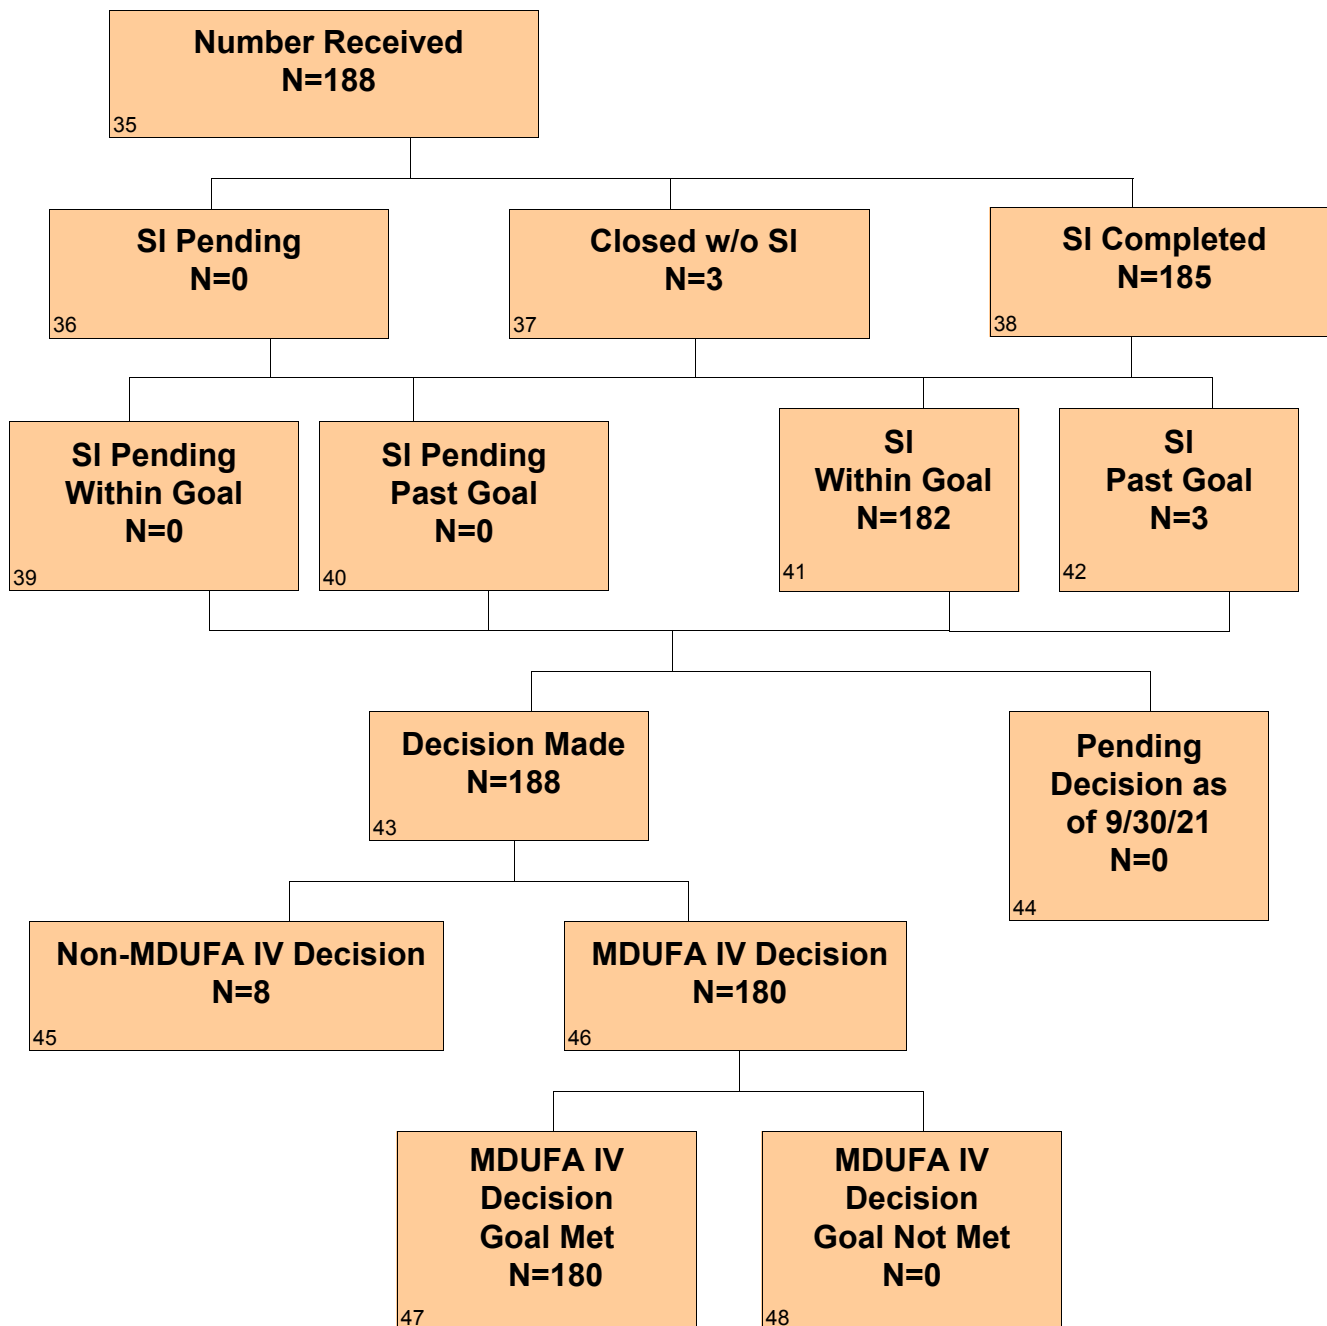 Number Received
N=188
35
SI Pending
N=0
36
Closed w/o SI
N=3
37
SI Completed
N=185
38
SI Pending
Within Goal
N=0
39
SI Pending
Past Goal
N=0
40
SI
Within Goal
N=182
41
SI
Past Goal
N=3
42
Decision Made
N=188
43
Pending
Decision as
of 9/30/21
N=0
44
Non-MDUFA IV Decision
N=8
45
MDUFA IV Decision
N=180
46
MDUFA IV
Decision
Goal Met
N=180
47
MDUFA IV
Decision
Goal Not Met
N=0
48